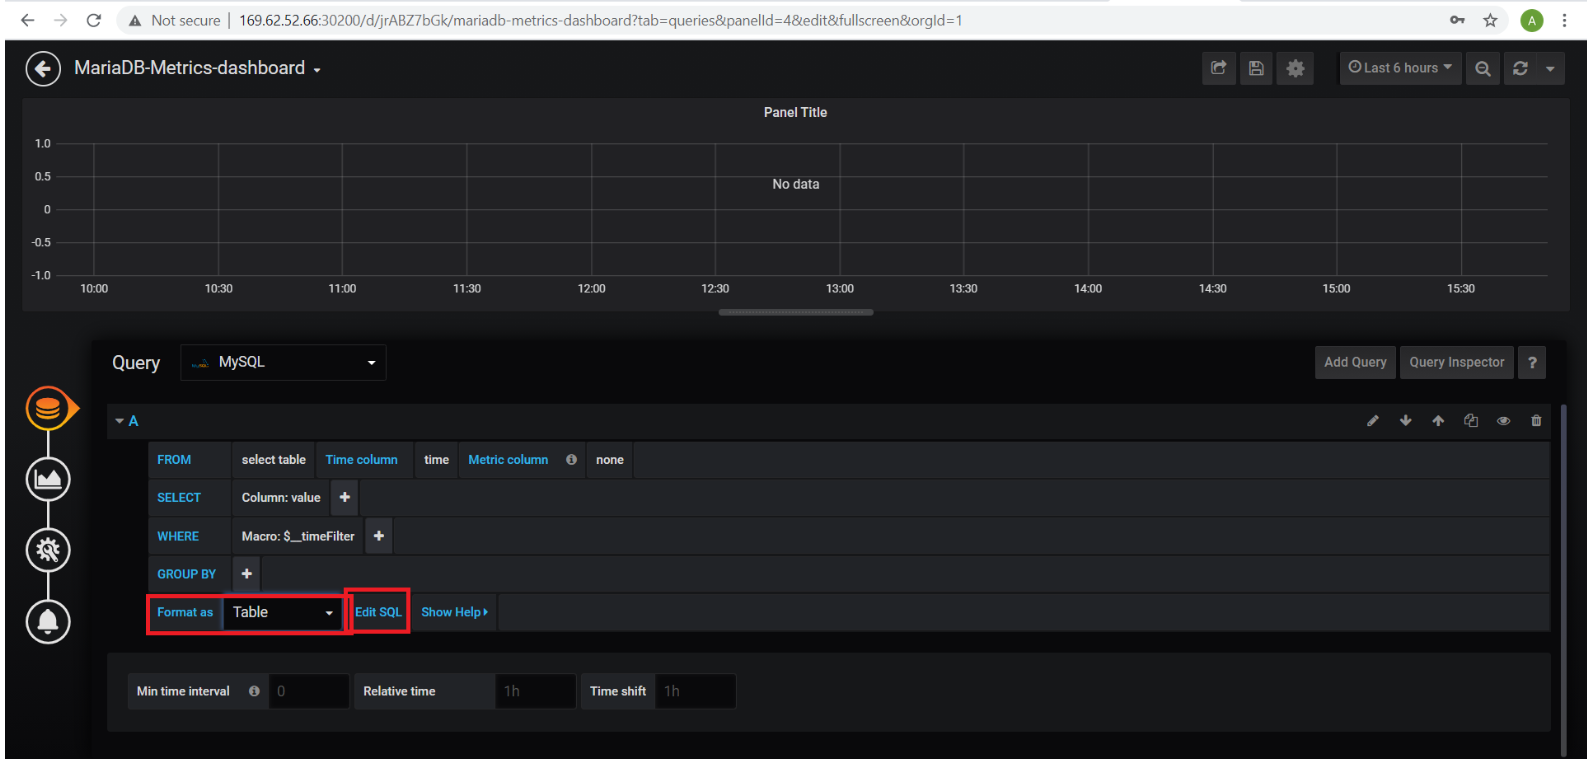 Not secure | 169.62.52.66:30200/d/jrABZ7bGk/mariadb-metrics-dashboard?tab=queries&panelId=4&edit&fullscreen&orgId=1 A
MariaDB-Metrics-dashboard Last 6 hours
Panel Title
1.0
0.5
No data
0
-0.5
-1.0
10:00 10:30 11:00 11:30 12:00 12:30 13:00 13:30 14:00 14:30 15:00 15:30
Query MySQL Add Query Query Inspector ?
A
FROM select table Time column time Metric column none
SELECT Column: value +
WHERE Macro: $__timeFilter +
GROUP BY +
Format as Table Edit SQL Show Help
Min time interval 0 Relative time 1h Time shift 1h